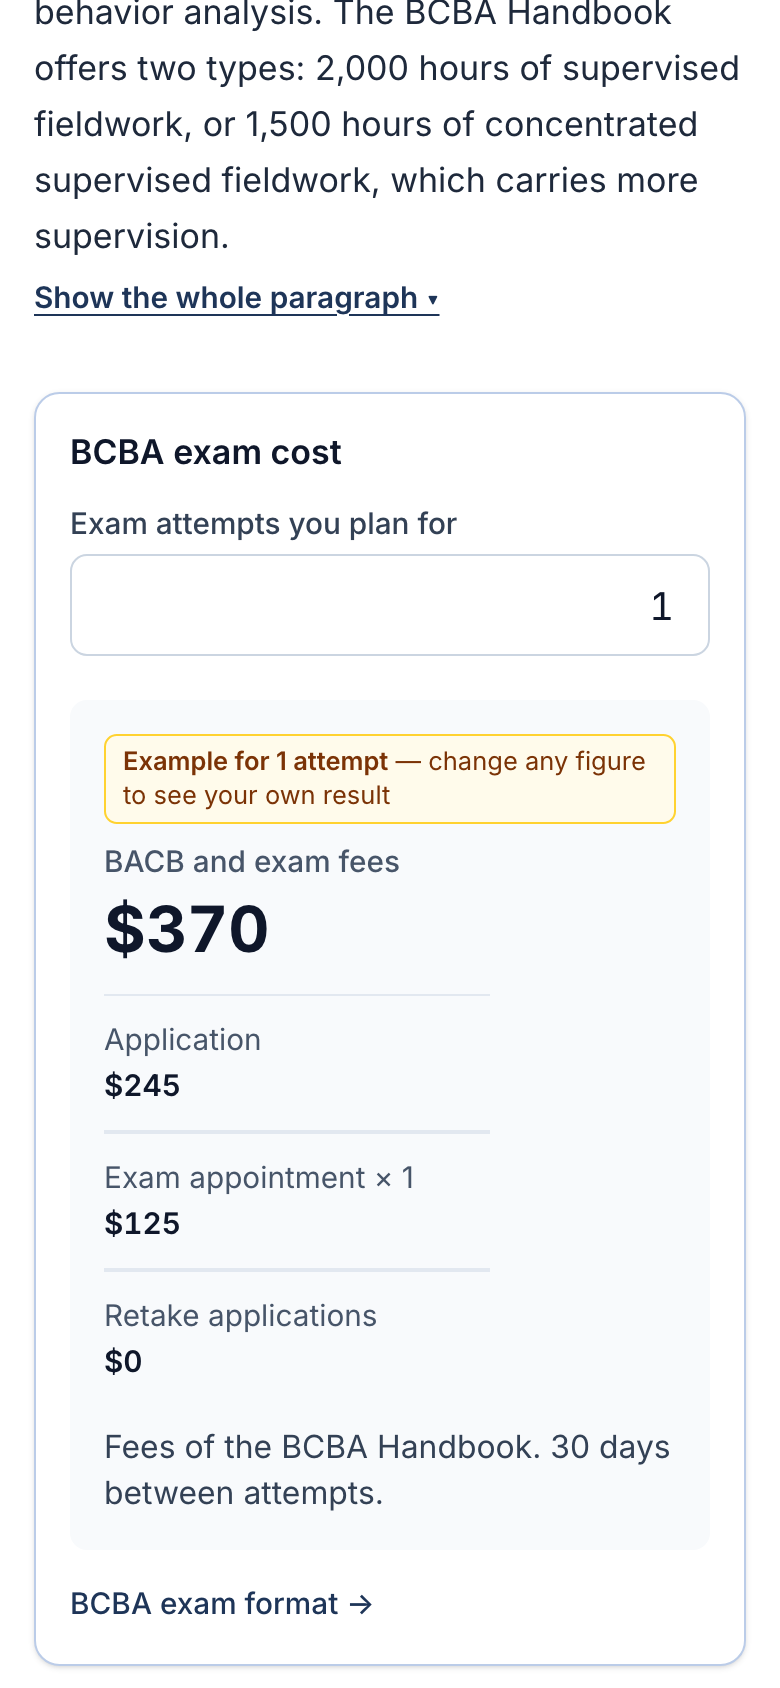 behavior analysis. The BCBA Handbook
offers two types: 2,000 hours of supervised
fieldwork, or 1,500 hours of concentrated
supervised fieldwork, which carries more
supervision.
Show the whole paragraph ▾
BCBA exam cost
Exam attempts you plan for
1
Example for 1 attempt — change any figure
to see your own result
BACB and exam fees
$370
Application
$245
Exam appointment × 1
$125
Retake applications
$0
Fees of the BCBA Handbook. 30 days
between attempts.
BCBA exam format →